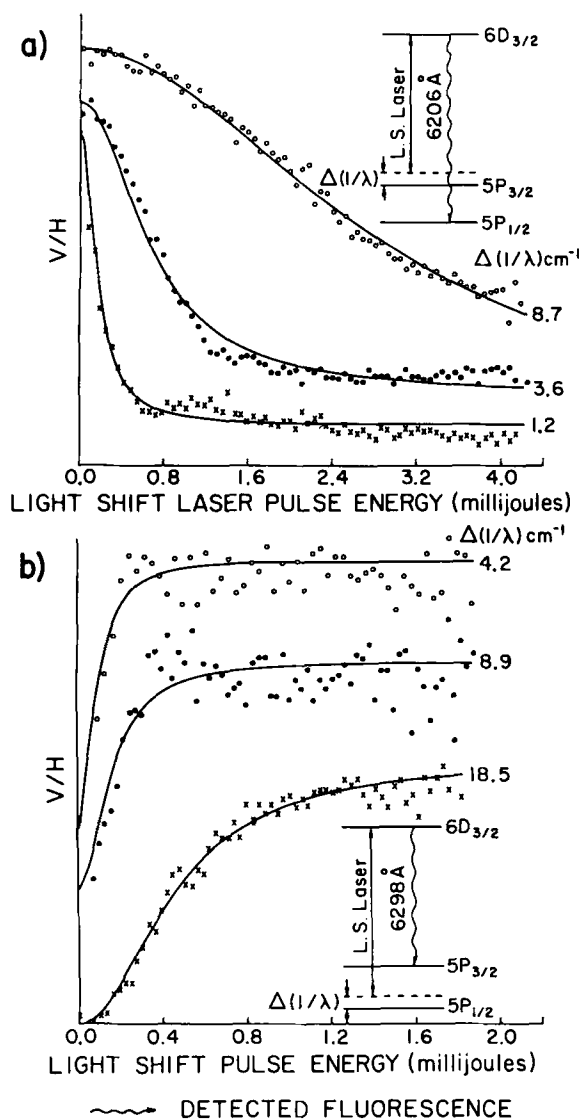 a)
6D3/2
L.S. Laser
6206Å
Δ(1/λ)
5P3/2
5P1/2
Δ(1/λ)cm⁻¹
8.7
3.6
1.2
V/H
0.0 0.8 1.6 2.4 3.2 4.0
LIGHT SHIFT LASER PULSE ENERGY (millijoules)
b)
Δ(1/λ)cm⁻¹
4.2
8.9
18.5
V/H
6D3/2
L.S. Laser
6298Å
5P3/2
Δ(1/λ)
5P1/2
0.0 0.4 0.8 1.2 1.6 2.0
LIGHT SHIFT PULSE ENERGY (millijoules)
DETECTED FLUORESCENCE